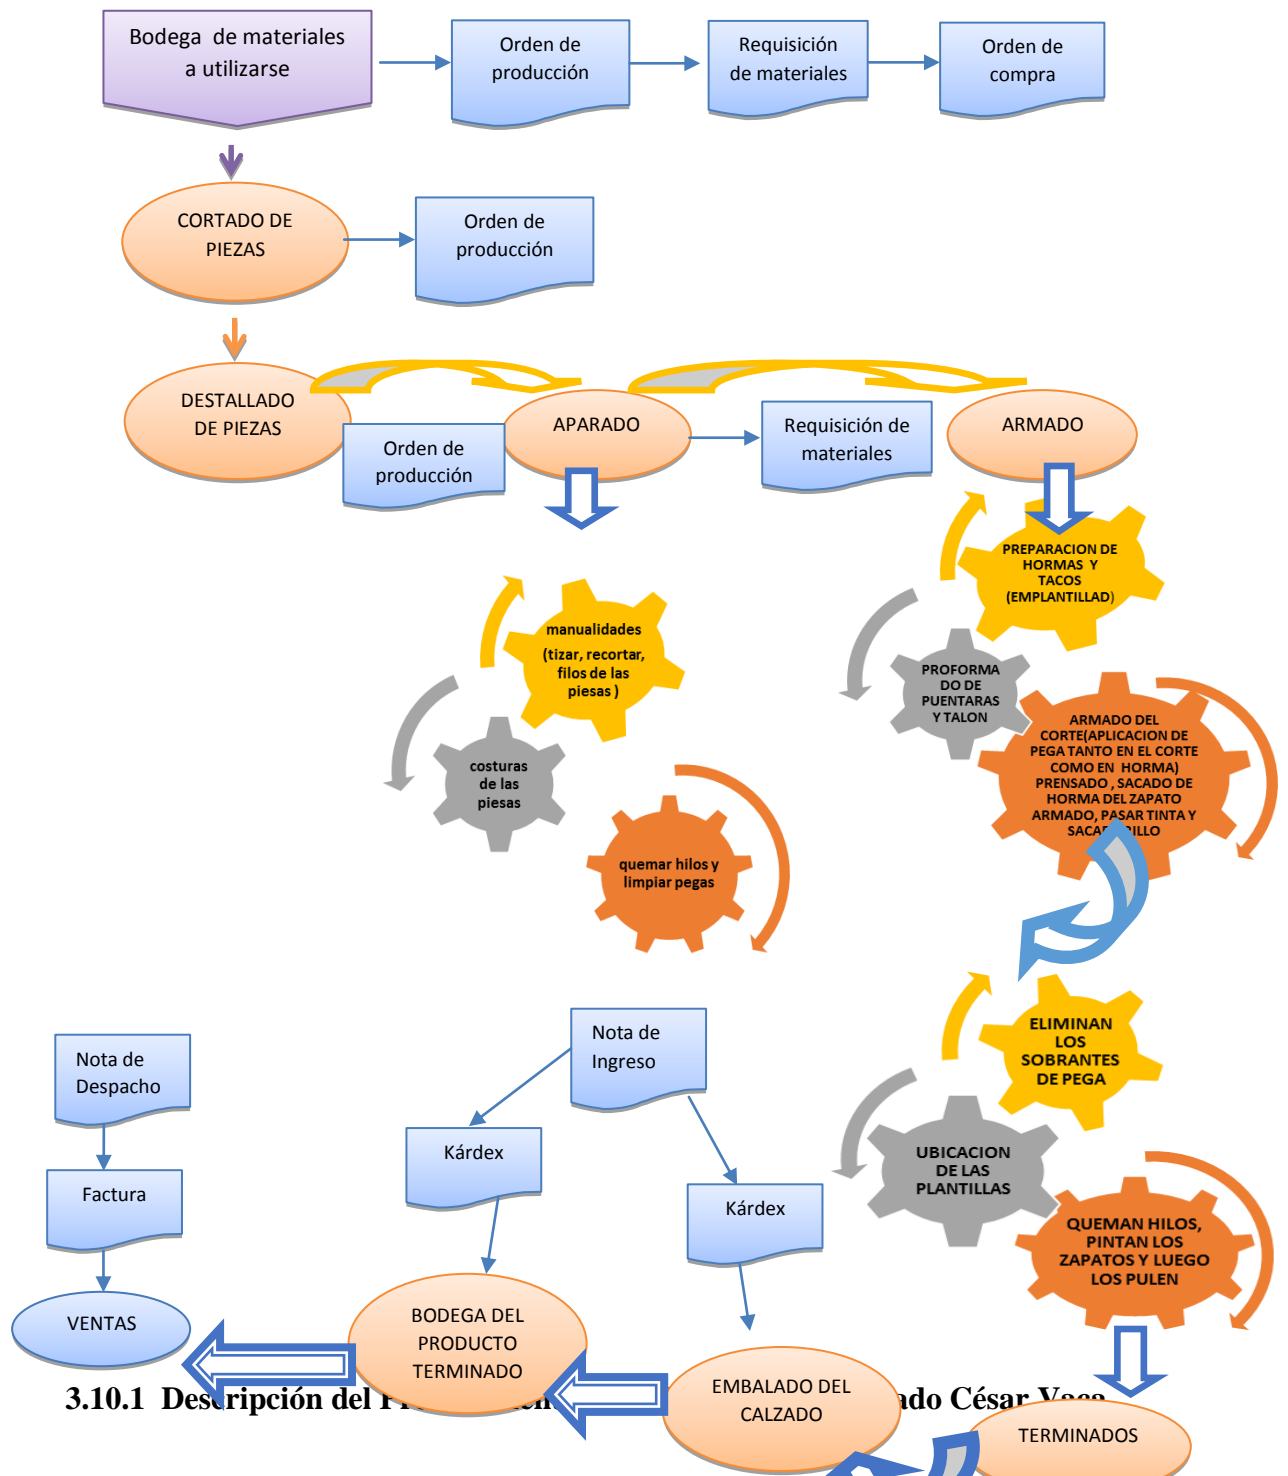 Bodega de materiales
a utilizarse
Orden de
producción
Requisición
de materiales
Orden de
compra
CORTADO DE
PIEZAS
Orden de
producción
DESTALLADO
DE PIEZAS
Orden de
producción
APARADO
Requisición de
materiales
ARMADO
manualidades
(tizar, recortar,
filos de las
piesas )
costuras
de las
piesas
quemar hilos y
limpiar pegas
PREPARACION DE
HORMAS Y
TACOS
(EMPLANTILLAD)
PROFORMA
DO DE
PUENTARAS
Y TALON
ARMADO DEL
CORTE(APLICACION DE
PEGA TANTO EN EL CORTE
COMO EN HORMA)
PRENSADO , SACADO DE
HORMA DEL ZAPATO
ARMADO, PASAR TINTA Y
ELIMINAN
LOS
SOBRANTES
DE PEGA
UBICACION
DE LAS
PLANTILLAS
QUEMAN HILOS,
PINTAN LOS
ZAPATOS Y LUEGO
LOS PULEN
Nota de
Despacho
Factura
VENTAS
Nota de
Ingreso
Kárdex
Kárdex
BODEGA DEL
PRODUCTO
TERMINADO
EMBALADO DEL
CALZADO
TERMINADOS
3.10.1 Descripción del César Vaca